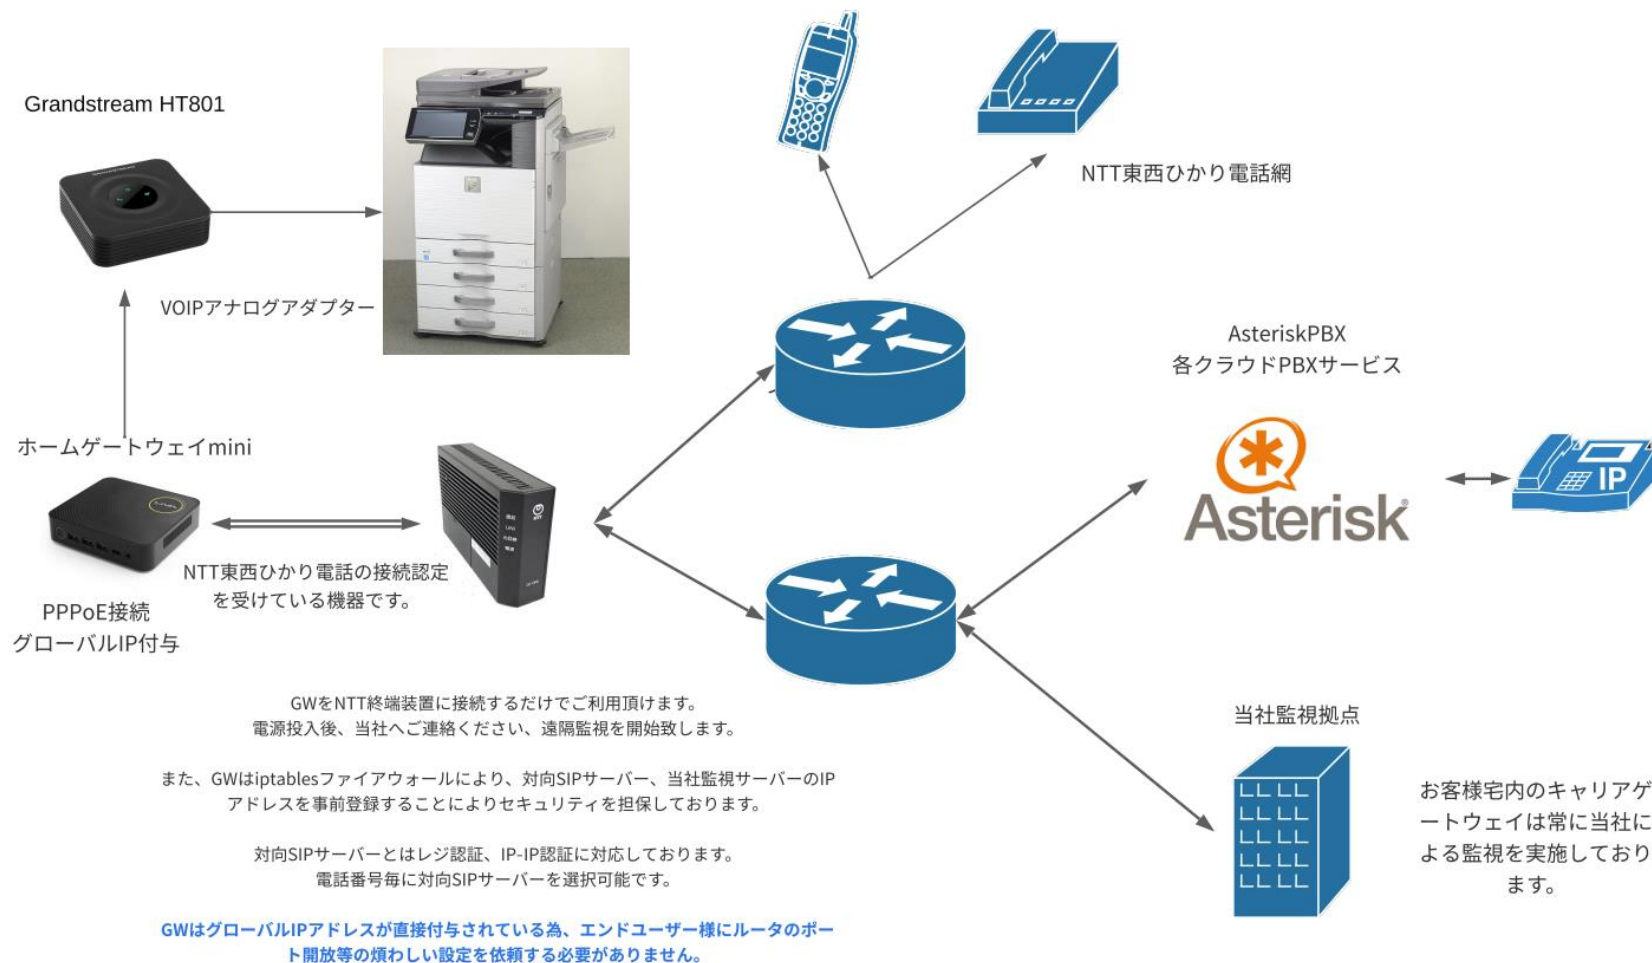 Grandstream HT801
NTT東西ひかり電話網
VOIPアナログアダプター
AsteriskPBX
各クラウドPBXサービス
ホームゲートウェイmini
Asterisk
IP
NTT東西ひかり電話の接続認定
を受けている機器です。
PPPoE接続
グローバルIP付与
GWをNTT終端装置に接続するだけでご利用頂けます。
電源投入後、当社へご連絡ください、遠隔監視を開始致します。
当社監視拠点
また、GWはiptablesファイアウォールにより、対向SIPサーバー、当社監視サーバーのIP
アドレスを事前登録することによりセキュリティを担保しております。
お客様宅内のキャリアゲ
ートウェイは常に当社に
よる監視を実施しており
ます。
対向SIPサーバーとはレジ認証、IP-IP認証に対応しております。
電話番号毎に対向SIPサーバーを選択可能です。
GWはグローバルIPアドレスが直接付与されている為、エンドユーザー様にルータのポー
ト開放等の煩わしい設定を依頼する必要がありません。